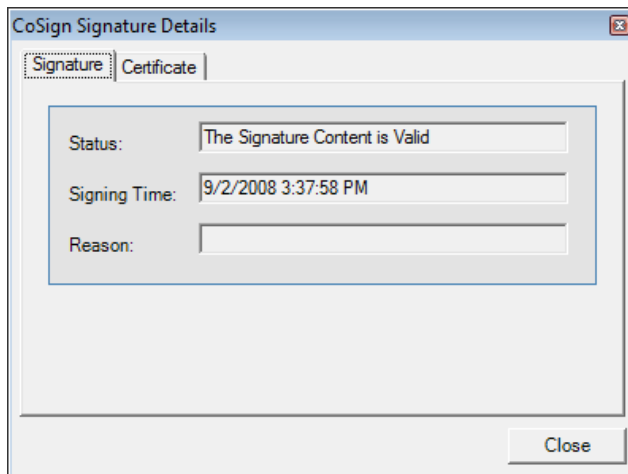 CoSign Signature Details
Signature Certificate
Status: The Signature Content is Valid
Signing Time: 9/2/2008 3:37:58 PM
Reason:
Close